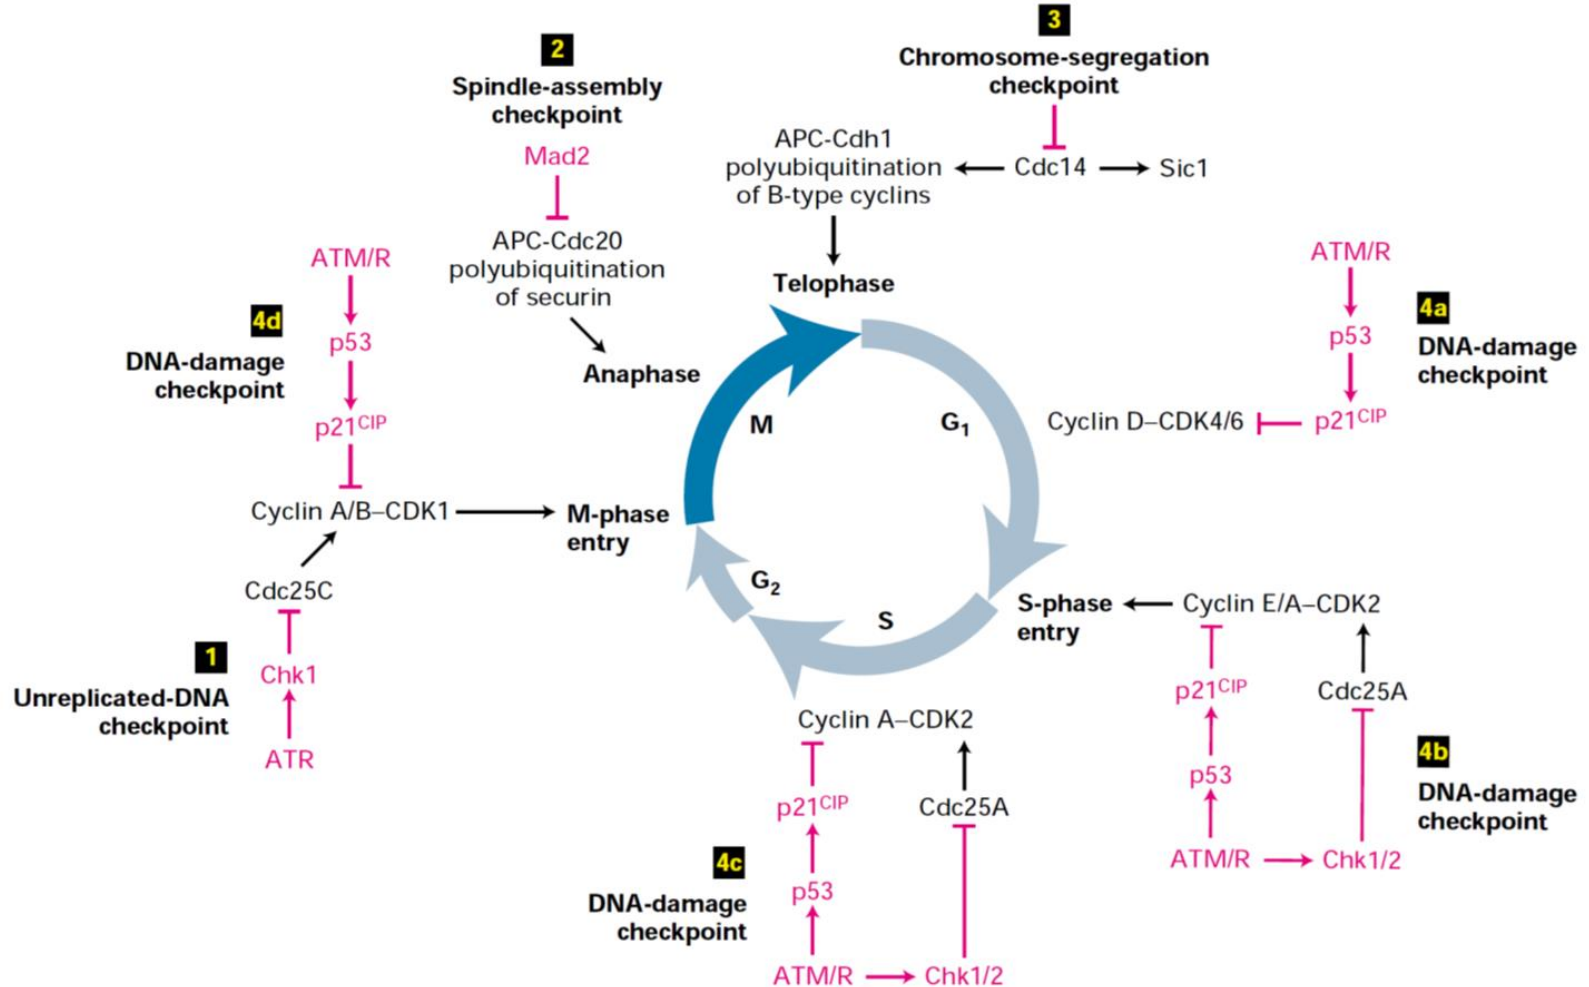 3
Chromosome-segregation
checkpoint
2
Spindle-assembly
checkpoint
Mad2
APC-Cdh1
polyubiquitination
of B-type cyclins
Cdc14
Sic1
APC-Cdc20
polyubiquitination
of securin
Telophase
Anaphase
ATM/R
4d
DNA-damage
checkpoint
p53
p21CIP
Cyclin A/B–CDK1
M-phase
entry
Cdc25C
1
Unreplicated-DNA
checkpoint
Chk1
ATR
M
G1
G2
S
ATM/R
4a
DNA-damage
checkpoint
p53
Cyclin D–CDK4/6
p21CIP
S-phase
entry
Cyclin E/A–CDK2
p21CIP
Cdc25A
4b
DNA-damage
checkpoint
p53
ATM/R
Chk1/2
Cyclin A–CDK2
p21CIP
Cdc25A
4c
DNA-damage
checkpoint
p53
ATM/R
Chk1/2